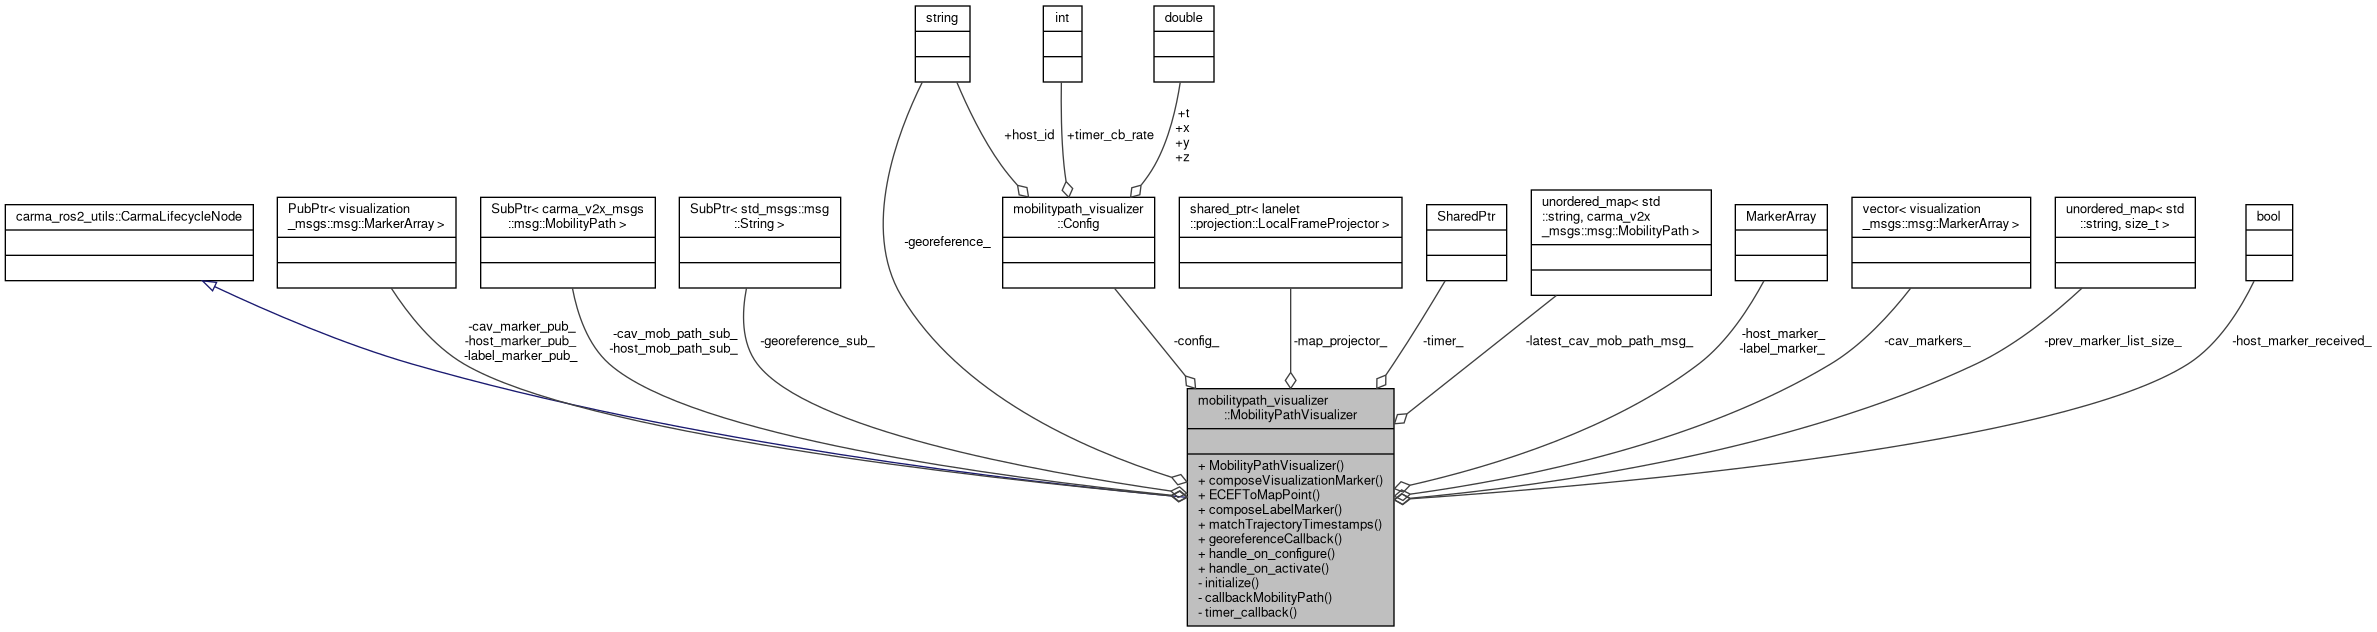 string
int
double
+host_id
+timer_cb_rate
+t
+x
+y
+z
carma_ros2_utils::CarmaLifecycleNode
PubPtr< visualization
_msgs::msg::MarkerArray >
SubPtr< carma_v2x_msgs
::msg::MobilityPath >
SubPtr< std_msgs::msg
::String >
-georeference_
mobilitypath_visualizer
::Config
shared_ptr< lanelet
::projection::LocalFrameProjector >
SharedPtr
unordered_map< std
::string, carma_v2x
_msgs::msg::MobilityPath >
MarkerArray
vector< visualization
_msgs::msg::MarkerArray >
unordered_map< std
::string, size_t >
bool
-cav_marker_pub_
-host_marker_pub_
-label_marker_pub_
-cav_mob_path_sub_
-host_mob_path_sub_
-georeference_sub_
-config_
-map_projector_
-timer_
-latest_cav_mob_path_msg_
-host_marker_
-label_marker_
-cav_markers_
-prev_marker_list_size_
-host_marker_received_
mobilitypath_visualizer
::MobilityPathVisualizer
+ MobilityPathVisualizer()
+ composeVisualizationMarker()
+ ECEFToMapPoint()
+ composeLabelMarker()
+ matchTrajectoryTimestamps()
+ georeferenceCallback()
+ handle_on_configure()
+ handle_on_activate()
- initialize()
- callbackMobilityPath()
- timer_callback()